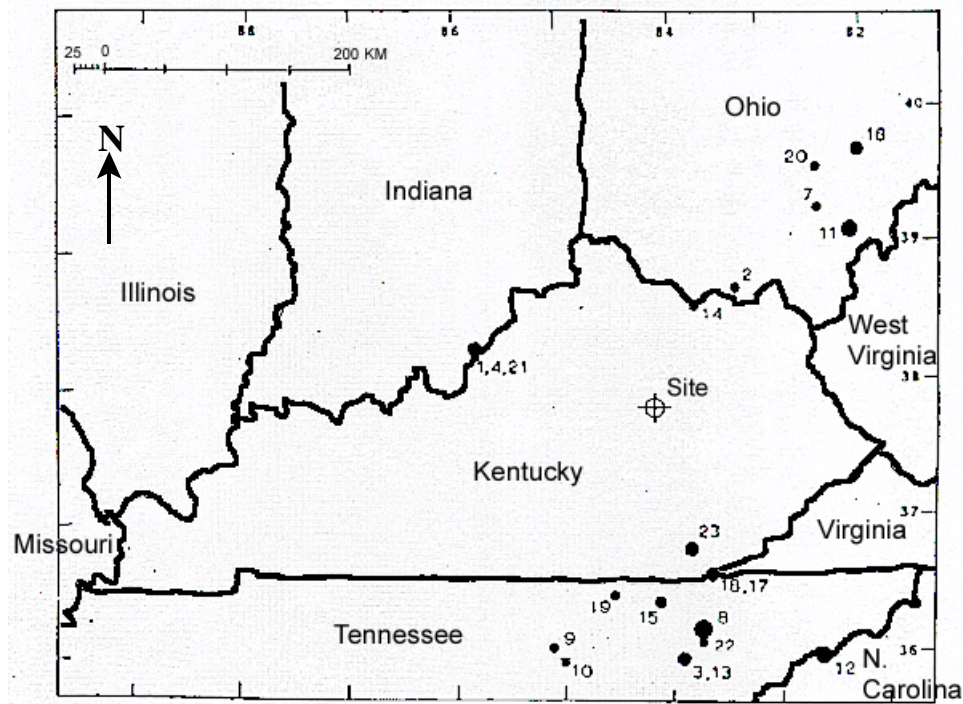 88 86 84 82
25 0 200 KM
Ohio
40
N
18
20
Indiana
7
11
39
2
Illinois
14
West
Virginia
1,4,21
38
Site
Kentucky
37
23
Virginia
Missouri
18,17
19
15
8
Tennessee
9
22
16
N.
10
3,13
12
Carolina